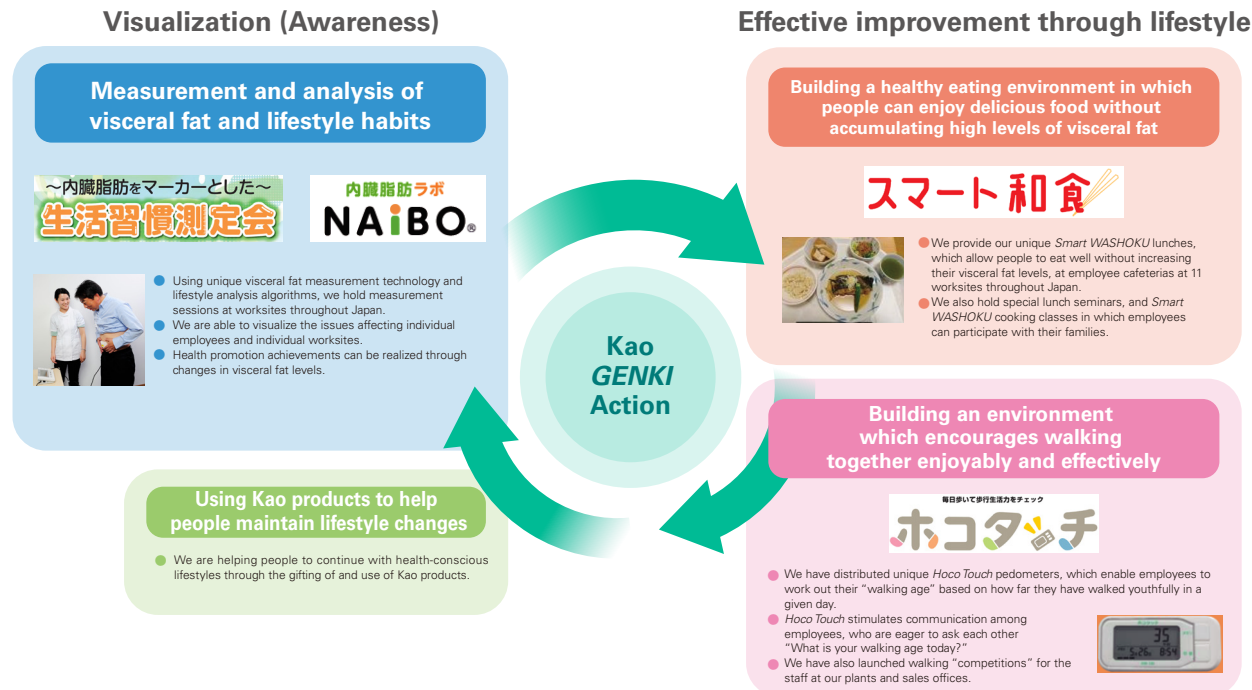 Visualization (Awareness)
Effective improvement through lifestyle
Measurement and analysis of
visceral fat and lifestyle habits
～内臓脂肪をマーカーとした～
生活習慣測定会
内臓脂肪ラボ
NAiBO®
Using unique visceral fat measurement technology and
lifestyle analysis algorithms, we hold measurement
sessions at worksites throughout Japan.
We are able to visualize the issues affecting individual
employees and individual worksites.
Health promotion achievements can be realized through
changes in visceral fat levels.
Building a healthy eating environment in which
people can enjoy delicious food without
accumulating high levels of visceral fat
スマート和食
We provide our unique Smart WASHOKU lunches,
which allow people to eat well without increasing
their visceral fat levels, at employee cafeterias at 11
worksites throughout Japan.
We also hold special lunch seminars, and Smart
WASHOKU cooking classes in which employees
can participate with their families.
Kao
GENKI
Action
Building an environment
which encourages walking
together enjoyably and effectively
毎日歩いて歩行生活力をチェック
ホコタッチ
We have distributed unique Hoco Touch pedometers, which enable employees to
work out their “walking age” based on how far they have walked youthfully in a
given day.
Hoco Touch stimulates communication among
employees, who are eager to ask each other
“What is your walking age today?”
We have also launched walking “competitions” for the
staff at our plants and sales offices.
35
5/26 8:54
Using Kao products to help
people maintain lifestyle changes
We are helping people to continue with health-conscious
lifestyles through the gifting of and use of Kao products.